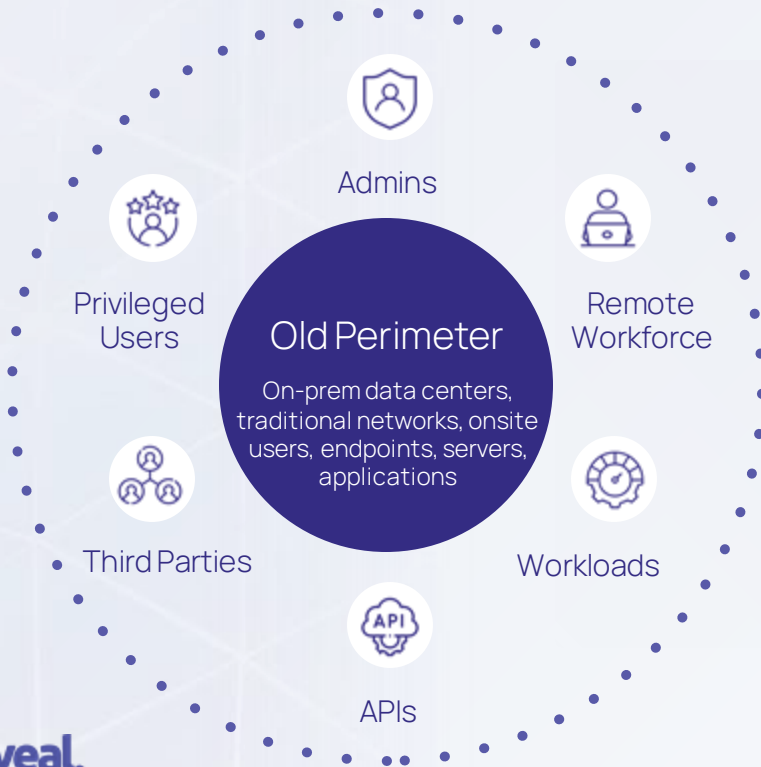 Admins
Privileged
Users
Remote
Workforce
Old Perimeter
On-prem data centers,
traditional networks, onsite
users, endpoints, servers,
applications
Third Parties
Workloads
API
APIs
veal.